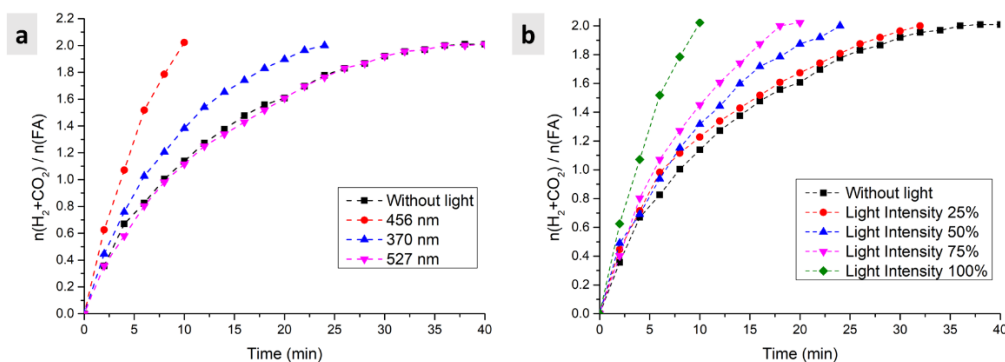 a
n(H₂+CO₂) / n(FA)
2.2
2.0
1.8
1.6
1.4
1.2
1.0
0.8
0.6
0.4
0.2
0.0
0 5 10 15 20 25 30 35 40
Time (min)
Without light
456 nm
370 nm
527 nm
b
n(H₂+CO₂) / n(FA)
2.0
1.8
1.6
1.4
1.2
1.0
0.8
0.6
0.4
0.2
0.0
0 5 10 15 20 25 30 35 40
Time (min)
Without light
Light Intensity 25%
Light Intensity 50%
Light Intensity 75%
Light Intensity 100%